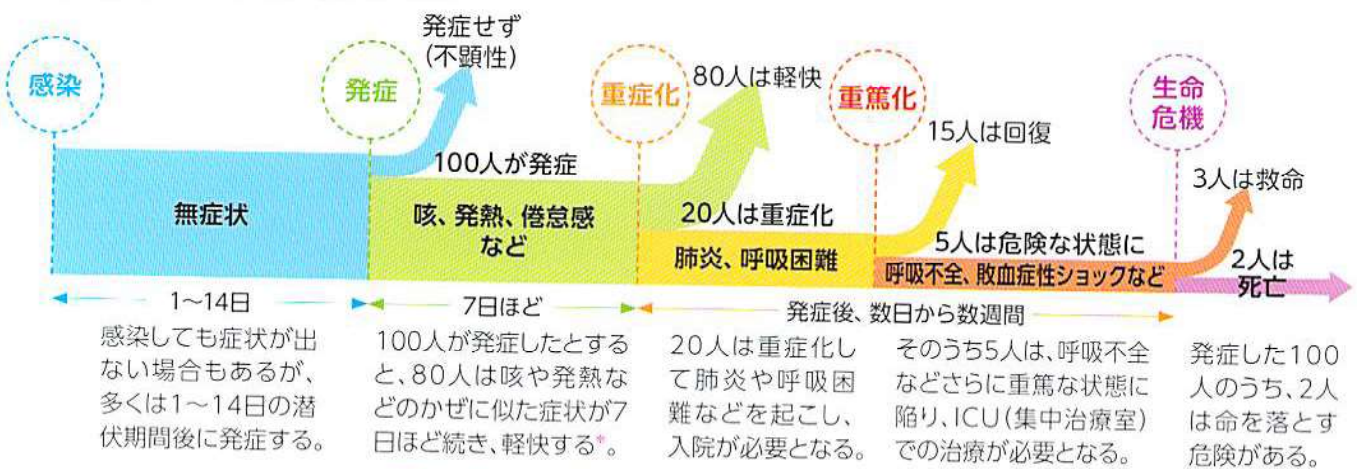 感染
発症
発症せず
(不顕性)
重症化
80人は軽快
重篤化
15人は回復
生命
危機
3人は救命
無症状
100人が発症
咳、発熱、倦怠感
など
20人は重症化
肺炎、呼吸困難
5人は危険な状態に
呼吸不全、敗血症性ショックなど
2人は
死亡
1〜14日
7日ほど
発症後、数日から数週間
感染しても症状が出
ない場合もあるが、
多くは1〜14日の潜
伏期間後に発症する。
100人が発症したとする
と、80人は咳や発熱な
どのかぜに似た症状が7
日ほど続き、軽快する*。
20人は重症化し
て肺炎や呼吸困
難などを起こし、
入院が必要となる。
そのうち5人は、呼吸不全
などさらに重篤な状態に
陥り、ICU(集中治療室)
での治療が必要となる。
発症した100
人のうち、2人
は命を落とす
危険がある。